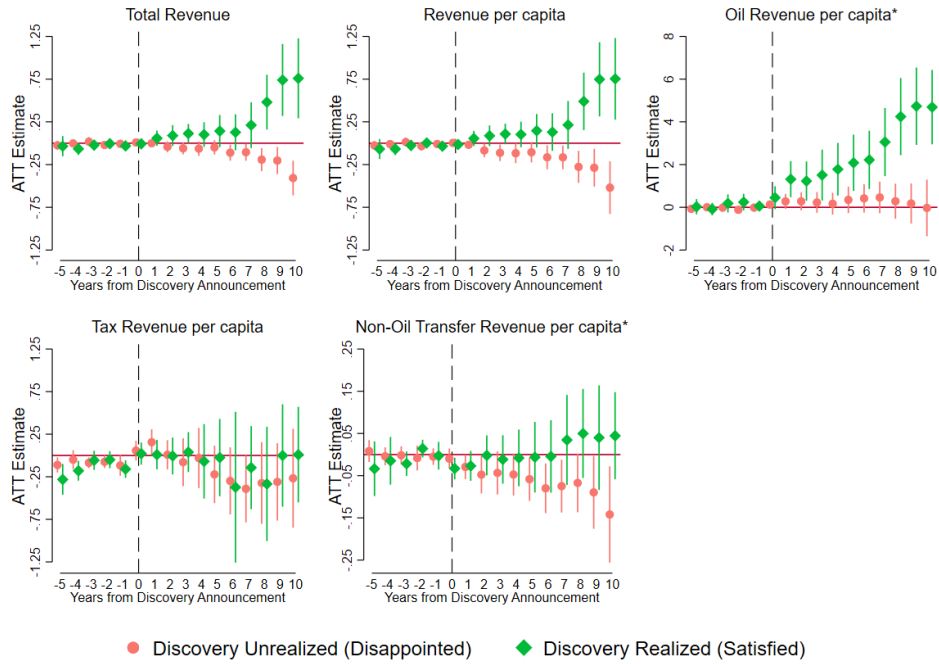 Total Revenue
ATT Estimate
1.25
.75
.25
-.25
-.75
-1.25
-5 -4 -3 -2 -1 0 1 2 3 4 5 6 7 8 9 10
Years from Discovery Announcement
Revenue per capita
ATT Estimate
1.25
.75
.25
-.25
-.75
-1.25
-5 -4 -3 -2 -1 0 1 2 3 4 5 6 7 8 9 10
Years from Discovery Announcement
Oil Revenue per capita*
ATT Estimate
8
6
4
2
0
-2
-5 -4 -3 -2 -1 0 1 2 3 4 5 6 7 8 9 10
Years from Discovery Announcement
Tax Revenue per capita
ATT Estimate
1.25
.75
.25
-.25
-.75
-1.25
-5 -4 -3 -2 -1 0 1 2 3 4 5 6 7 8 9 10
Years from Discovery Announcement
Non-Oil Transfer Revenue per capita*
ATT Estimate
.25
.15
.05
-.05
-.15
-.25
-5 -4 -3 -2 -1 0 1 2 3 4 5 6 7 8 9 10
Years from Discovery Announcement
Discovery Unrealized (Disappointed)
Discovery Realized (Satisfied)